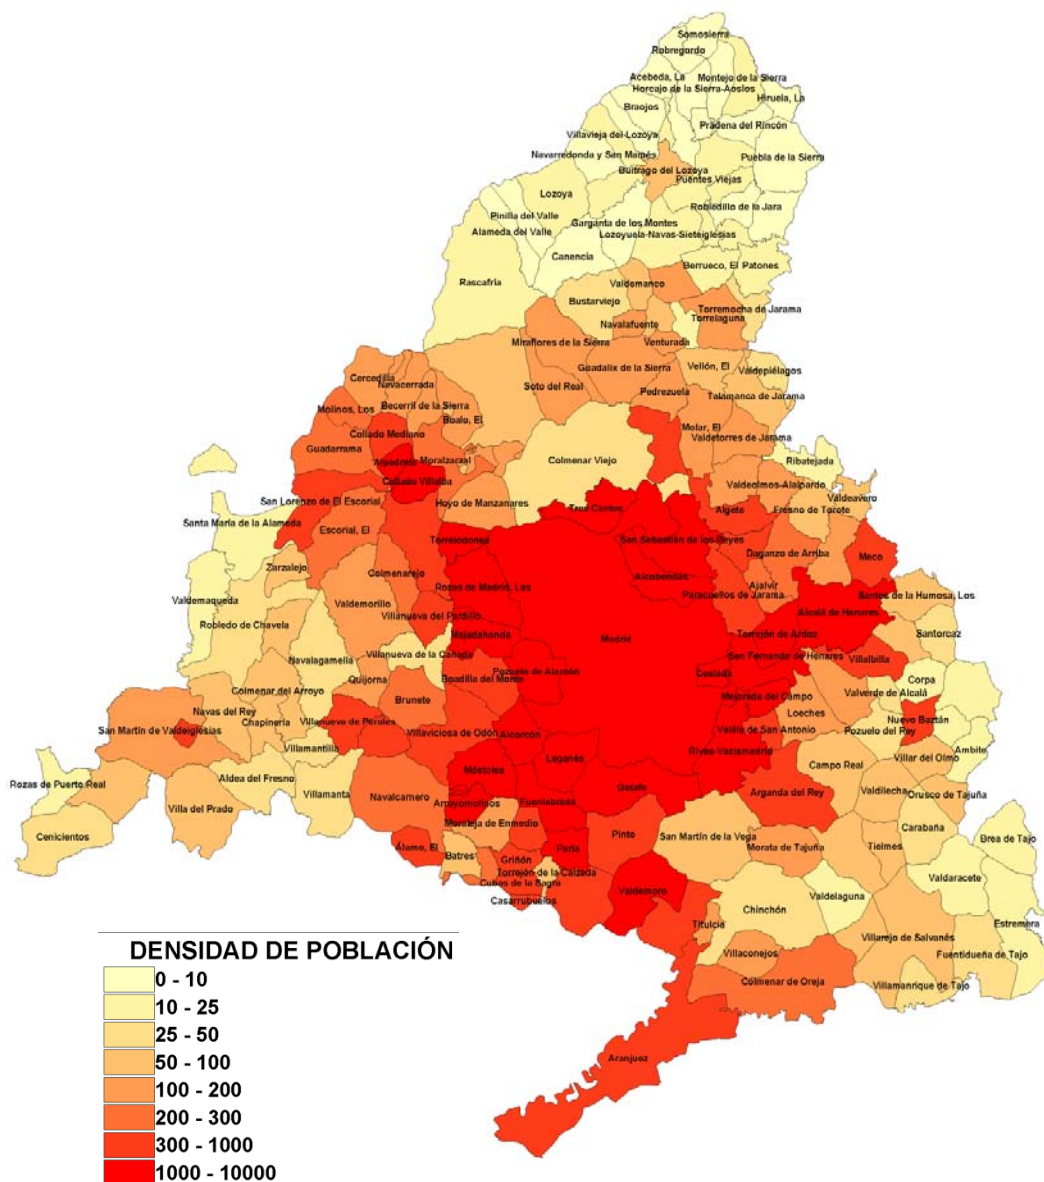 Somosierra
Robregordo
Acebeda, La
Montejo de la Sierra
Horcajo de la Sierra-Aoslos
Hiruela, La
Braojos
Prádena del Rincón
Villavieja del Lozoya
Navarredonda y San Mamés
Puebla de la Sierra
Buitrago del Lozoya
Puentes Viejas
Lozoya
Robledillo de la Jara
Pinilla del Valle
Garganta de los Montes
Alameda del Valle
Lozoyuela-Navas-Sieteiglesias
Canencia
Berrueco, El
Patones
Rascafría
Valdemanco
Bustarviejo
Torremocha de Jarama
Torrelaguna
Navalafuente
Miraflores de la Sierra
Venturada
Guadalix de la Sierra
Vellón, El
Valdepiélagos
Cercedilla
Navacerrada
Soto del Real
Pedrezuela
Talamanca de Jarama
Molinos, Los
Becerril de la Sierra
Boalo, El
Collado Mediano
Molar, El
Valdetorres de Jarama
Guadarrama
Alpedrete
Moralzarzal
Colmenar Viejo
Ribatejada
Collado Villalba
Valdeolmos-Alalpardo
San Lorenzo de El Escorial
Hoyo de Manzanares
Valdeavero
Tres Cantos
Algete
Fresno de Torote
Santa María de la Alameda
Escorial, El
Torrelodones
San Sebastián de los Reyes
Daganzo de Arriba
Meco
Zarzalejo
Colmenarejo
Alcobendas
Ajalvir
Rozas de Madrid, Las
Paracuellos de Jarama
Santos de la Humosa, Los
Valdemaqueda
Valdemorillo
Villanueva del Pardillo
Alcalá de Henares
Robledo de Chavela
Majadahonda
Madrid
Torrejón de Ardoz
Santorcaz
Navalagamella
Villanueva de la Cañada
San Fernando de Henares
Villalbilla
Pozuelo de Alarcón
Coslada
Quijorna
Boadilla del Monte
Corpa
Colmenar del Arroyo
Brunete
Mejorada del Campo
Valverde de Alcalá
Navas del Rey
Loeches
Nuevo Baztán
Chapinería
Villanueva de Perales
San Martín de Valdeiglesias
Villaviciosa de Odón
Alcorcón
Velilla de San Antonio
Pozuelo del Rey
Villamantilla
Rivas-Vaciamadrid
Ambite
Leganés
Villar del Olmo
Campo Real
Aldea del Fresno
Móstoles
Rozas de Puerto Real
Getafe
Villamanta
Navalcarnero
Arganda del Rey
Valdilecha
Orusco de Tajuña
Villa del Prado
Arroyomolinos
Fuenlabrada
Moraleja de Enmedio
Carabaña
Cenicientos
Pinto
San Martín de la Vega
Brea de Tajo
Álamo, El
Parla
Morata de Tajuña
Tielmes
Batres
Griñón
Torrejón de la Calzada
Valdaracete
Cubas de la Sagra
Valdemoro
Valdelaguna
Casarrubuelos
Chinchón
Titulcia
Estremera
Villarejo de Salvanés
Villaconejos
Fuentidueña de Tajo
Colmenar de Oreja
Villamanrique de Tajo
Aranjuez
DENSIDAD DE POBLACIÓN
0 - 10
10 - 25
25 - 50
50 - 100
100 - 200
200 - 300
300 - 1000
1000 - 10000